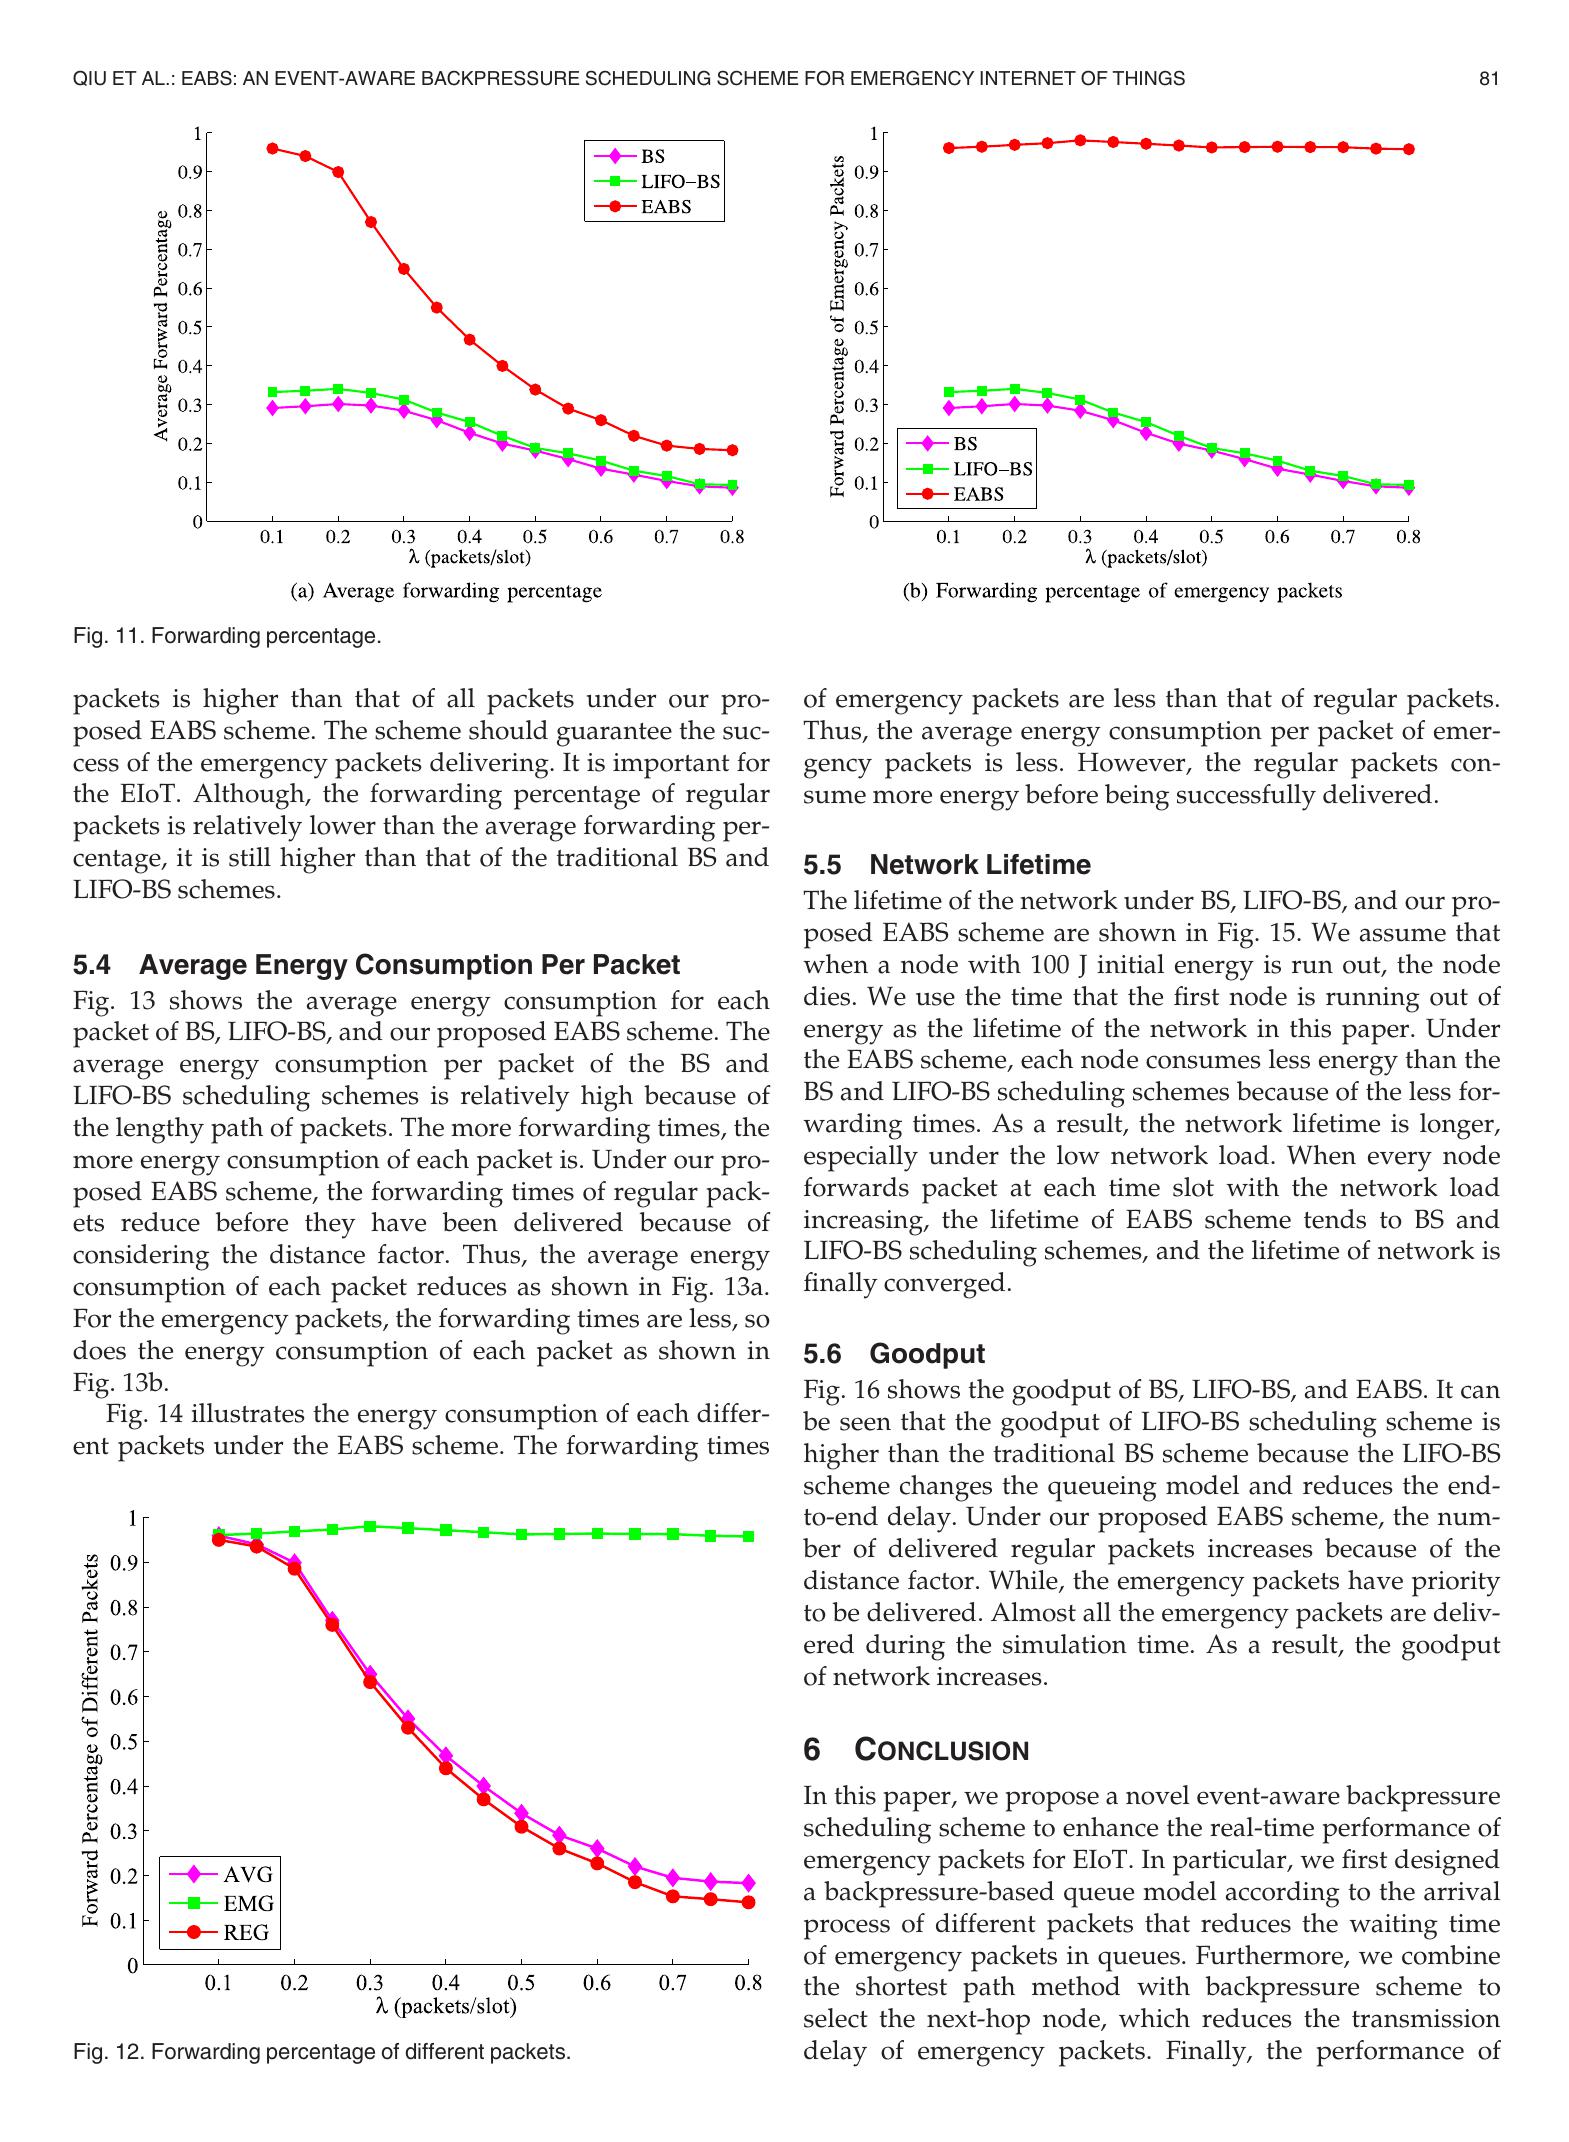 QIU ET AL.: EABS: AN EVENT-AWARE BACKPRESSURE SCHEDULING SCHEME FOR EMERGENCY INTERNET OF THINGS 81
1
0.9
0.8
0.7
0.6
0.5
0.4
0.3
0.2
0.1
0
Average Forward Percentage
BS
LIFO–BS
EABS
0.1 0.2 0.3 0.4 0.5 0.6 0.7 0.8
λ (packets/slot)
(a) Average forwarding percentage
1
0.9
0.8
0.7
0.6
0.5
0.4
0.3
0.2
0.1
0
Forward Percentage of Emergency Packets
BS
LIFO–BS
EABS
0.1 0.2 0.3 0.4 0.5 0.6 0.7 0.8
λ (packets/slot)
(b) Forwarding percentage of emergency packets
Fig. 11. Forwarding percentage.
packets is higher than that of all packets under our pro-
posed EABS scheme. The scheme should guarantee the suc-
cess of the emergency packets delivering. It is important for
the EIoT. Although, the forwarding percentage of regular
packets is relatively lower than the average forwarding per-
centage, it is still higher than that of the traditional BS and
LIFO-BS schemes.
5.4 Average Energy Consumption Per Packet
Fig. 13 shows the average energy consumption for each
packet of BS, LIFO-BS, and our proposed EABS scheme. The
average energy consumption per packet of the BS and
LIFO-BS scheduling schemes is relatively high because of
the lengthy path of packets. The more forwarding times, the
more energy consumption of each packet is. Under our pro-
posed EABS scheme, the forwarding times of regular pack-
ets reduce before they have been delivered because of
considering the distance factor. Thus, the average energy
consumption of each packet reduces as shown in Fig. 13a.
For the emergency packets, the forwarding times are less, so
does the energy consumption of each packet as shown in
Fig. 13b.
Fig. 14 illustrates the energy consumption of each differ-
ent packets under the EABS scheme. The forwarding times
1
0.9
0.8
0.7
0.6
0.5
0.4
0.3
0.2
0.1
0
Forward Percentage of Different Packets
AVG
EMG
REG
0.1 0.2 0.3 0.4 0.5 0.6 0.7 0.8
λ (packets/slot)
Fig. 12. Forwarding percentage of different packets.
of emergency packets are less than that of regular packets.
Thus, the average energy consumption per packet of emer-
gency packets is less. However, the regular packets con-
sume more energy before being successfully delivered.
5.5 Network Lifetime
The lifetime of the network under BS, LIFO-BS, and our pro-
posed EABS scheme are shown in Fig. 15. We assume that
when a node with 100 J initial energy is run out, the node
dies. We use the time that the first node is running out of
energy as the lifetime of the network in this paper. Under
the EABS scheme, each node consumes less energy than the
BS and LIFO-BS scheduling schemes because of the less for-
warding times. As a result, the network lifetime is longer,
especially under the low network load. When every node
forwards packet at each time slot with the network load
increasing, the lifetime of EABS scheme tends to BS and
LIFO-BS scheduling schemes, and the lifetime of network is
finally converged.
5.6 Goodput
Fig. 16 shows the goodput of BS, LIFO-BS, and EABS. It can
be seen that the goodput of LIFO-BS scheduling scheme is
higher than the traditional BS scheme because the LIFO-BS
scheme changes the queueing model and reduces the end-
to-end delay. Under our proposed EABS scheme, the num-
ber of delivered regular packets increases because of the
distance factor. While, the emergency packets have priority
to be delivered. Almost all the emergency packets are deliv-
ered during the simulation time. As a result, the goodput
of network increases.
6 CONCLUSION
In this paper, we propose a novel event-aware backpressure
scheduling scheme to enhance the real-time performance of
emergency packets for EIoT. In particular, we first designed
a backpressure-based queue model according to the arrival
process of different packets that reduces the waiting time
of emergency packets in queues. Furthermore, we combine
the shortest path method with backpressure scheme to
select the next-hop node, which reduces the transmission
delay of emergency packets. Finally, the performance of